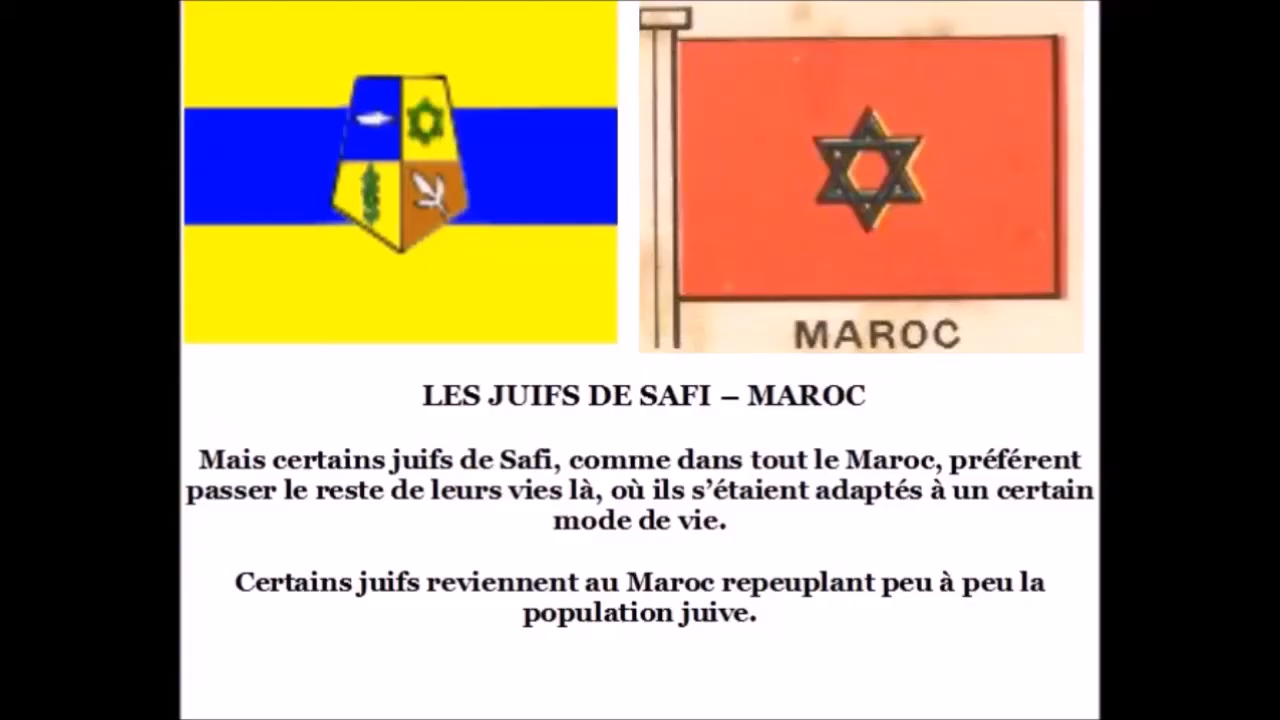 MAROC
LES JUIFS DE SAFI – MAROC
Mais certains juifs de Safi, comme dans tout le Maroc, préférent
passer le reste de leurs vies là, où ils s’étaient adaptés à un certain
mode de vie.
Certains juifs reviennent au Maroc repeuplant peu à peu la
population juive.